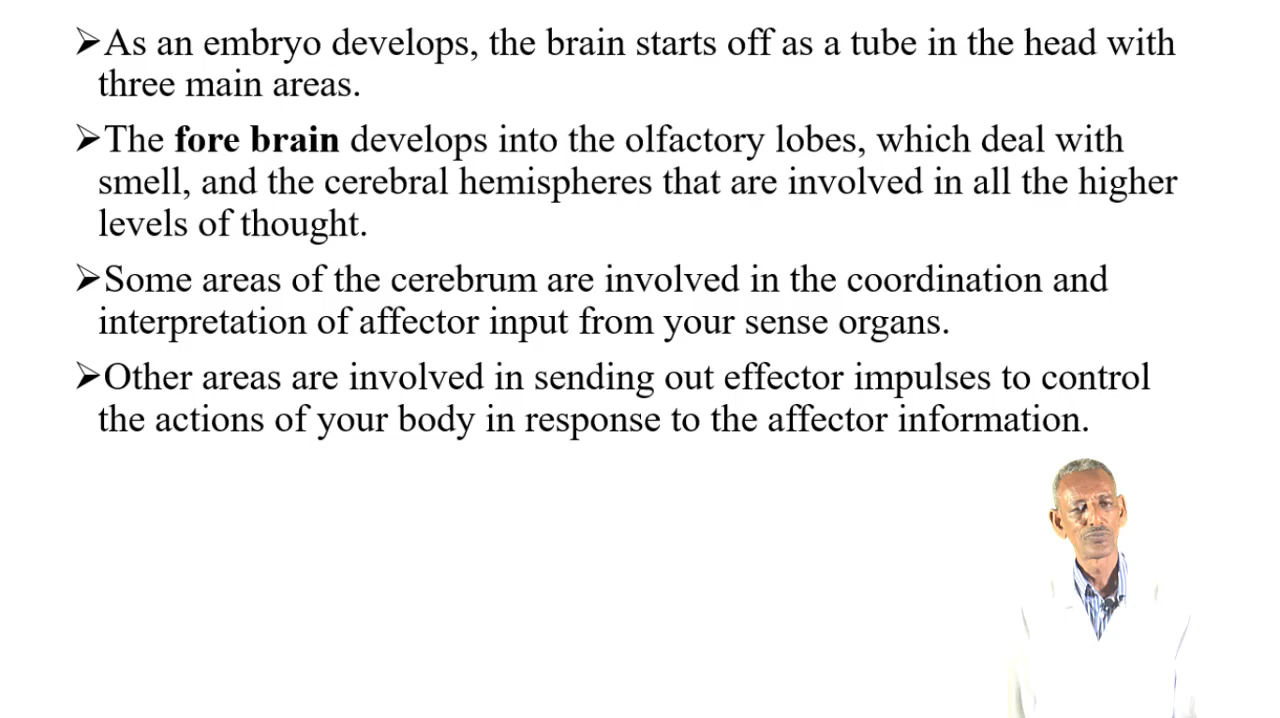 ➢As an embryo develops, the brain starts off as a tube in the head with
three main areas.
➢The fore brain develops into the olfactory lobes, which deal with
smell, and the cerebral hemispheres that are involved in all the higher
levels of thought.
➢Some areas of the cerebrum are involved in the coordination and
interpretation of affector input from your sense organs.
➢Other areas are involved in sending out effector impulses to control
the actions of your body in response to the affector information.